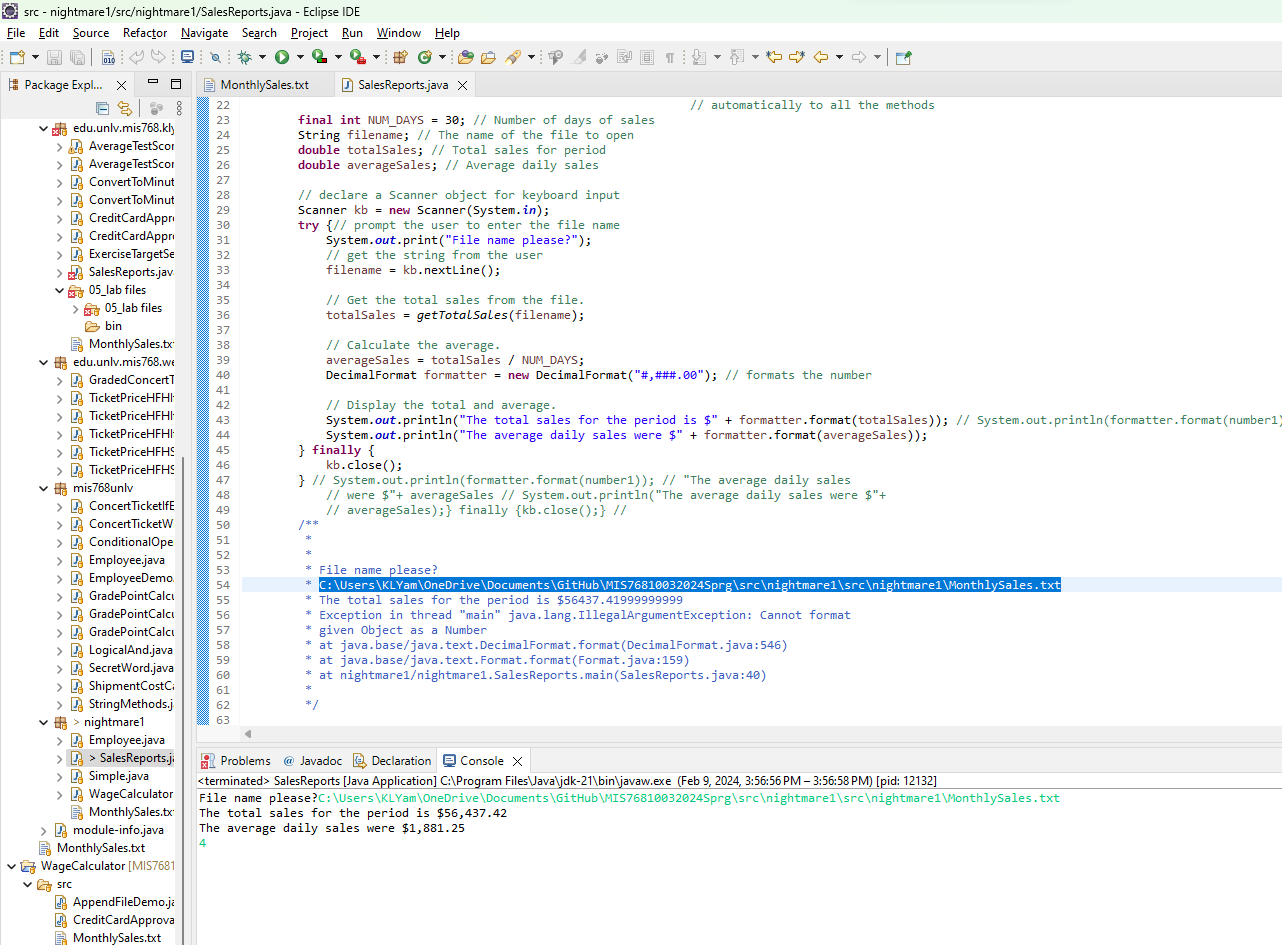 src - nightmare1/src/nightmare1/SalesReports.java - Eclipse IDE
File Edit Source Refactor Navigate Search Project Run Window Help
Package Expl...
MonthlySales.txt
SalesReports.java
edu.unlv.mis768.kly
AverageTestScor
AverageTestScor
ConvertToMinut
ConvertToMinut
CreditCardAppr
CreditCardAppr
ExerciseTargetSe
SalesReports.jav
05_lab files
05_lab files
bin
MonthlySales.tx
edu.unlv.mis768.we
GradedConcertT
TicketPriceHFHI
TicketPriceHFHI
TicketPriceHFHI
TicketPriceHFHS
TicketPriceHFHS
mis768unlv
ConcertTicketIfE
ConcertTicketW
ConditionalOpe
Employee.java
EmployeeDemo.
GradePointCalcu
GradePointCalcu
GradePointCalcu
LogicalAnd.java
SecretWord.java
ShipmentCostCa
StringMethods.j
> nightmare1
Employee.java
> SalesReports.ja
Simple.java
WageCalculator
MonthlySales.tx
module-info.java
MonthlySales.txt
WageCalculator [MIS7681
src
AppendFileDemo.ja
CreditCardApprova
MonthlySales.txt
22 // automatically to all the methods
23 final int NUM_DAYS = 30; // Number of days of sales
24 String filename; // The name of the file to open
25 double totalSales; // Total sales for period
26 double averageSales; // Average daily sales
27
28 // declare a Scanner object for keyboard input
29 Scanner kb = new Scanner(System.in);
30 try {// prompt the user to enter the file name
31 System.out.print("File name please?");
32 // get the string from the user
33 filename = kb.nextLine();
34
35 // Get the total sales from the file.
36 totalSales = getTotalSales(filename);
37
38 // Calculate the average.
39 averageSales = totalSales / NUM_DAYS;
40 DecimalFormat formatter = new DecimalFormat("#,###.00"); // formats the number
41
42 // Display the total and average.
43 System.out.println("The total sales for the period is $" + formatter.format(totalSales)); // System.out.println(formatter.format(number1)
44 System.out.println("The average daily sales were $" + formatter.format(averageSales));
45 } finally {
46 kb.close();
47 } // System.out.println(formatter.format(number1)); // "The average daily sales
48 // were $"+ averageSales // System.out.println("The average daily sales were $"+
49 // averageSales);} finally {kb.close();} //
50 /**
51 *
52 *
53 * File name please?
54 * C:\Users\KLYam\OneDrive\Documents\GitHub\MIS76810032024Sprg\src\nightmare1\src\nightmare1\MonthlySales.txt
55 * The total sales for the period is $56437.41999999999
56 * Exception in thread "main" java.lang.IllegalArgumentException: Cannot format
57 * given Object as a Number
58 * at java.base/java.text.DecimalFormat.format(DecimalFormat.java:546)
59 * at java.base/java.text.Format.format(Format.java:159)
60 * at nightmare1/nightmare1.SalesReports.main(SalesReports.java:40)
61 *
62 */
63
Problems @ Javadoc Declaration Console
<terminated> SalesReports [Java Application] C:\Program Files\Java\jdk-21\bin\javaw.exe (Feb 9, 2024, 3:56:56 PM – 3:56:58 PM) [pid: 12132]
File name please?C:\Users\KLYam\OneDrive\Documents\GitHub\MIS76810032024Sprg\src\nightmare1\src\nightmare1\MonthlySales.txt
The total sales for the period is $56,437.42
The average daily sales were $1,881.25
4